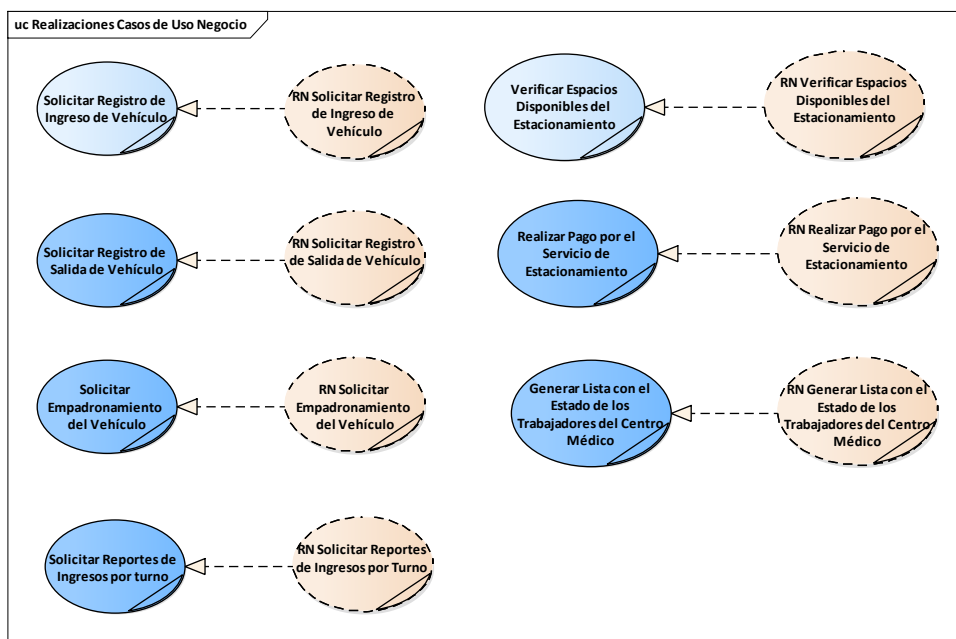 uc Realizaciones Casos de Uso Negocio
Solicitar Registro de
Ingreso de Vehículo
RN Solicitar Registro
de Ingreso de
Vehículo
Verificar Espacios
Disponibles del
Estacionamiento
RN Verificar Espacios
Disponibles del
Estacionamiento
Solicitar Registro de
Salida de Vehículo
RN Solicitar Registro
de Salida de Vehículo
Realizar Pago por el
Servicio de
Estacionamiento
RN Realizar Pago por el
Servicio de
Estacionamiento
Solicitar
Empadronamiento
del Vehículo
RN Solicitar
Empadronamiento
del Vehículo
Generar Lista con el
Estado de los
Trabajadores del Centro
Médico
RN Generar Lista con el
Estado de los
Trabajadores del Centro
Médico
Solicitar Reportes de
Ingresos por turno
RN Solicitar Reportes
de Ingresos por Turno